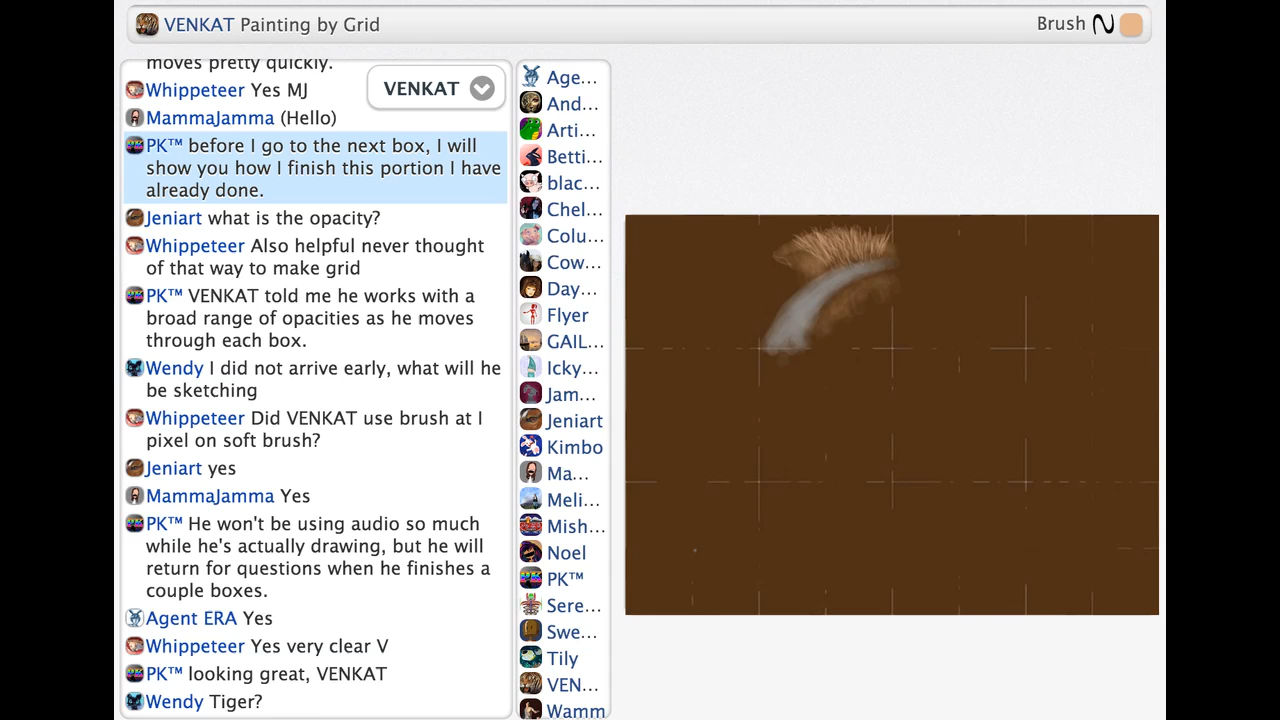 VENKAT Painting by Grid
Brush
moves pretty quickly.
Whippeteer Yes MJ
VENKAT
MammaJamma (Hello)
PK™ before I go to the next box, I will
show you how I finish this portion I have
already done.
Jeniart what is the opacity?
Whippeteer Also helpful never thought
of that way to make grid
PK™ VENKAT told me he works with a
broad range of opacities as he moves
through each box.
Wendy I did not arrive early, what will he
be sketching
Whippeteer Did VENKAT use brush at I
pixel on soft brush?
Jeniart yes
MammaJamma Yes
PK™ He won't be using audio so much
while he's actually drawing, but he will
return for questions when he finishes a
couple boxes.
Agent ERA Yes
Whippeteer Yes very clear V
PK™ looking great, VENKAT
Wendy Tiger?
Age...
And...
Arti...
Betti...
blac...
Chel...
Colu...
Cow...
Day...
Flyer
GAIL...
Icky...
Jam...
Jeniart
Kimbo
Ma...
Meli...
Mish...
Noel
PK™
Sere...
Swe...
Tily
VEN...
Wamm